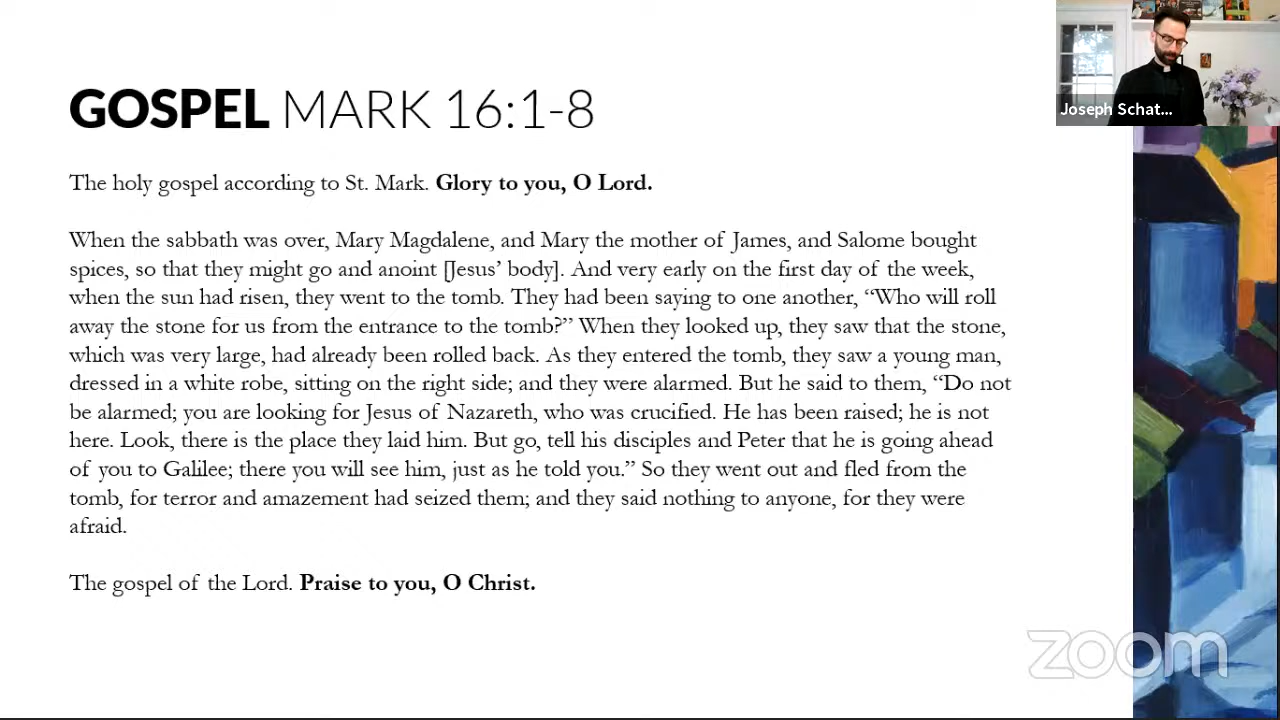 GOSPEL MARK 16:1-8
Joseph Schat...
The holy gospel according to St. Mark. Glory to you, O Lord.
When the sabbath was over, Mary Magdalene, and Mary the mother of James, and Salome bought
spices, so that they might go and anoint [Jesus’ body]. And very early on the first day of the week,
when the sun had risen, they went to the tomb. They had been saying to one another, “Who will roll
away the stone for us from the entrance to the tomb?” When they looked up, they saw that the stone,
which was very large, had already been rolled back. As they entered the tomb, they saw a young man,
dressed in a white robe, sitting on the right side; and they were alarmed. But he said to them, “Do not
be alarmed; you are looking for Jesus of Nazareth, who was crucified. He has been raised; he is not
here. Look, there is the place they laid him. But go, tell his disciples and Peter that he is going ahead
of you to Galilee; there you will see him, just as he told you.” So they went out and fled from the
tomb, for terror and amazement had seized them; and they said nothing to anyone, for they were
afraid.
The gospel of the Lord. Praise to you, O Christ.
zoom